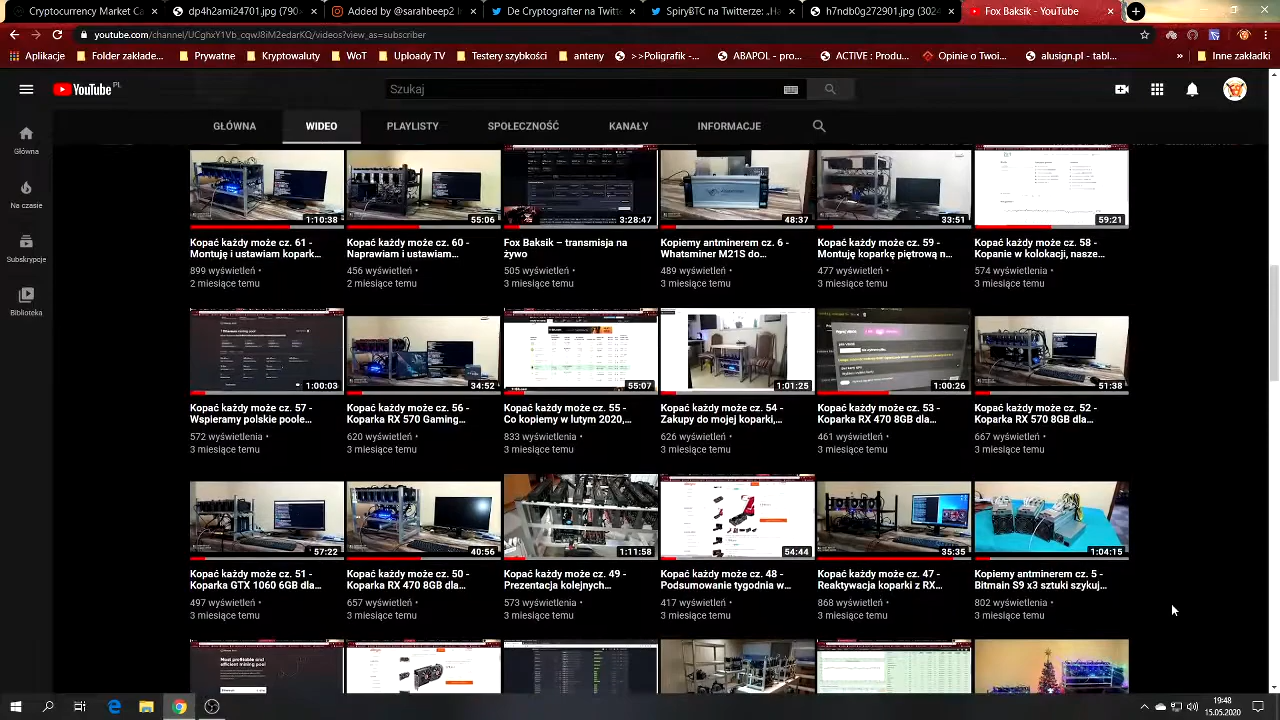 Cryptocurrency Market Ca
dp4h2ami24701.jpg (790×
Added by @sarahbeep2 I
De Cryptografter na Twitte
SpiryBTC na Twitterze: „Ha
h7ndb0g272901.jpg (3024
Fox Baksik - YouTube
Aplikacje
Folder zakłade...
Prywatne
Kryptowaluty
WoT
Uploady TV
Testy szybkości
anteny
>>Poligrafik -...
ABAPOL - pro...
ACTIVE : Produ...
Opinie o Twoi...
alusign.pl - tabl...
»
Inne zakładki
YouTube PL
Szukaj
GŁÓWNA
WIDEO
PLAYLISTY
SPOŁECZNOŚĆ
KANAŁY
INFORMACJE
Główna
Na czasie
Subskrypcje
Biblioteka
55:06
3:28:47
48:37
33:51
59:21
Kopać każdy może cz. 61 -
Montuję i ustawiam kopark...
899 wyświetleń •
2 miesiące temu
Kopać każdy może cz. 60 -
Naprawiam i ustawiam...
456 wyświetleń •
2 miesiące temu
Fox Baksik – transmisja na
żywo
505 wyświetleń •
3 miesiące temu
Kopiemy antminerem cz. 6 -
Whatsminer M21S do...
489 wyświetleń •
3 miesiące temu
Kopać każdy może cz. 59 -
Montuję koparkę piętrową n...
477 wyświetleń •
3 miesiące temu
Kopać każdy może cz. 58 -
Kopanie w kolokacji, nasze...
574 wyświetlenia •
3 miesiące temu
1:00:03
34:52
55:07
1:01:25
1:00:26
51:38
Kopać każdy może cz. 57 -
Wspieramy polskie poole...
572 wyświetlenia •
3 miesiące temu
Kopać każdy może cz. 56 -
Koparka RX 570 Gaming...
620 wyświetleń •
3 miesiące temu
Kopać każdy może cz. 55 -
Co kopiemy w lutym 2020,...
833 wyświetlenia •
3 miesiące temu
Kopać każdy może cz. 54 -
Zakupy do mojej koparki,...
626 wyświetleń •
3 miesiące temu
Kopać każdy może cz. 53 -
Koparka RX 470 8GB dla...
461 wyświetleń •
3 miesiące temu
Kopać każdy może cz. 52 -
Koparka RX 570 8GB dla...
667 wyświetleń •
3 miesiące temu
57:22
1:11:58
54:44
35:35
1:04:15
Kopać każdy może cz. 51 -
Koparka GTX 1060 6GB dla...
497 wyświetleń •
3 miesiące temu
Kopać każdy może cz. 50 -
Koparka RX 470 8GB dla...
657 wyświetleń •
3 miesiące temu
Kopać każdy może cz. 49 -
Prezentacja kolejnych...
573 wyświetlenia •
3 miesiące temu
Kopać każdy może cz. 48 -
Podsumowanie tygodnia w...
417 wyświetleń •
3 miesiące temu
Kopać każdy może cz. 47 -
Reaktywacja koparki z RX...
868 wyświetleń •
3 miesiące temu
Kopiemy antminerem cz. 5 -
Bitmain S9 x3 sztuki szykuj...
802 wyświetlenia •
3 miesiące temu
Most profitable and
efficient mining pool
19:48
15.05.2020